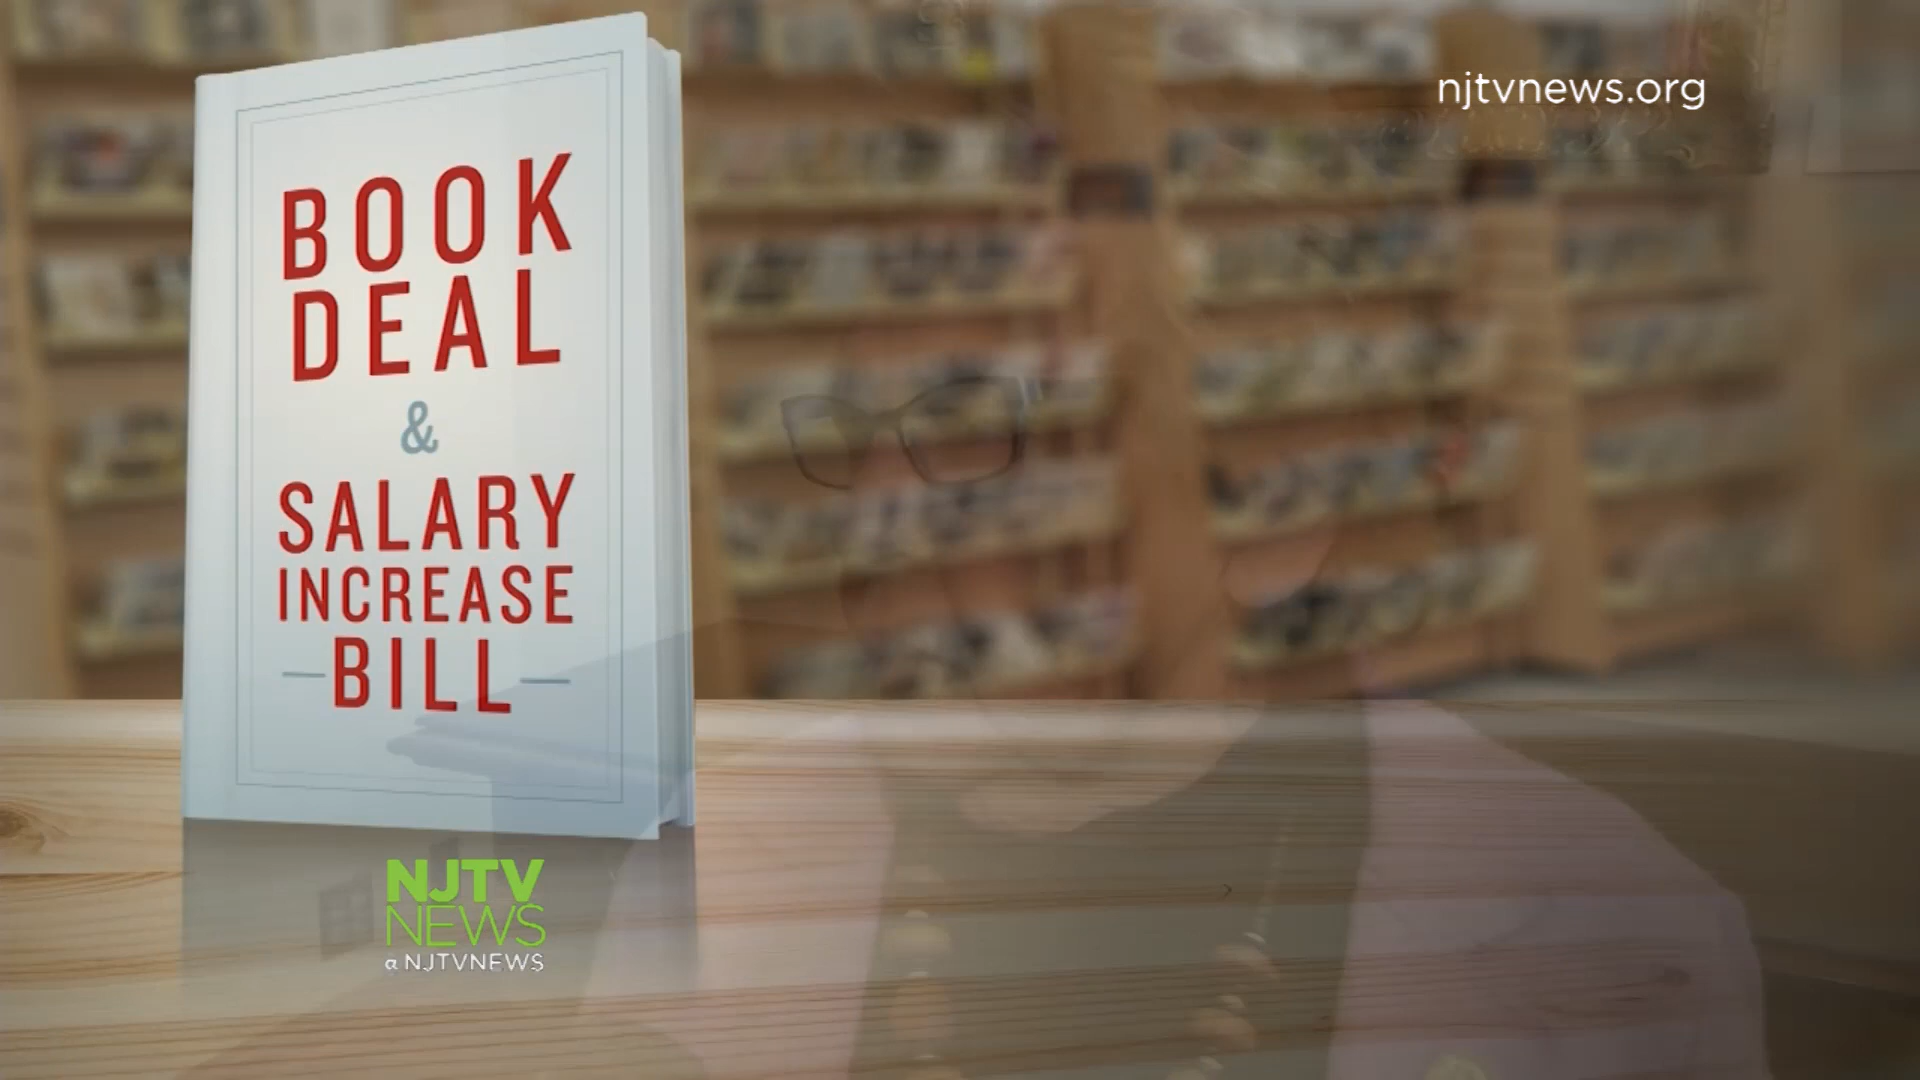 njtvnews.org
BOOK
DEAL
&
SALARY
INCREASE
BILL
NJTV
NEWS
@NJTVNEWS